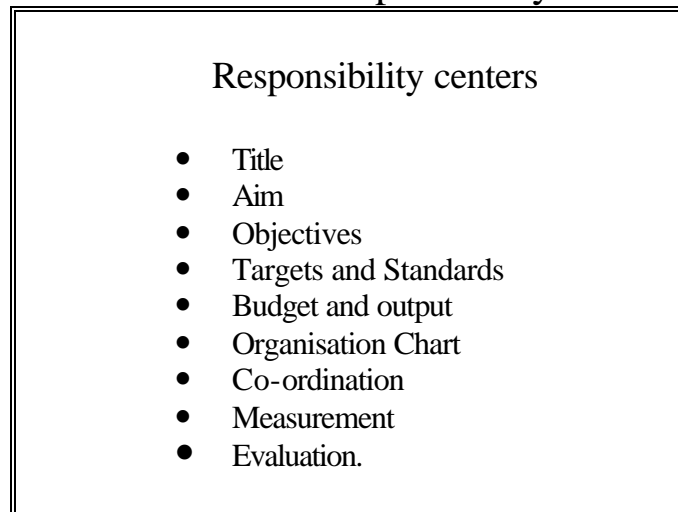 Responsibility centers
• Title
• Aim
• Objectives
• Targets and Standards
• Budget and output
• Organisation Chart
• Co-ordination
• Measurement
• Evaluation.